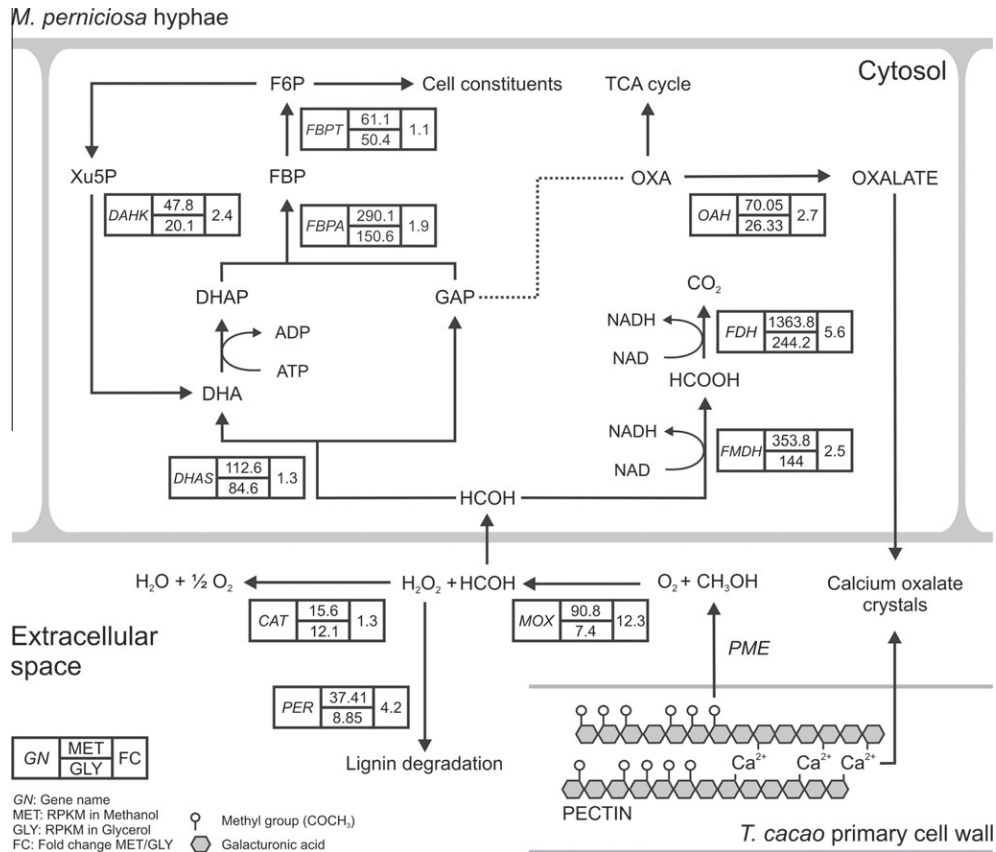 M. perniciosa hyphae
Cytosol
F6P
Cell constituents
TCA cycle
FBPT 61.1 50.4 1.1
Xu5P
FBP
OXA
OXALATE
DAHK 47.8 20.1 2.4
FBPA 290.1 150.6 1.9
OAH 70.05 26.33 2.7
DHAP
GAP
CO₂
ADP
ATP
NADH
NAD
FDH 1363.8 244.2 5.6
DHA
HCOOH
NADH
NAD
FMDH 353.8 144 2.5
DHAS 112.6 84.6 1.3
HCOH
H₂O + ½ O₂
H₂O₂ + HCOH
O₂ + CH₃OH
Calcium oxalate
crystals
CAT 15.6 12.1 1.3
MOX 90.8 7.4 12.3
Extracellular
space
PME
PER 37.41 8.85 4.2
Lignin degradation
Ca²⁺
Ca²⁺
Ca²⁺
PECTIN
T. cacao primary cell wall
GN MET GLY FC
GN: Gene name
MET: RPKM in Methanol
GLY: RPKM in Glycerol
FC: Fold change MET/GLY
Methyl group (COCH₃)
Galacturonic acid